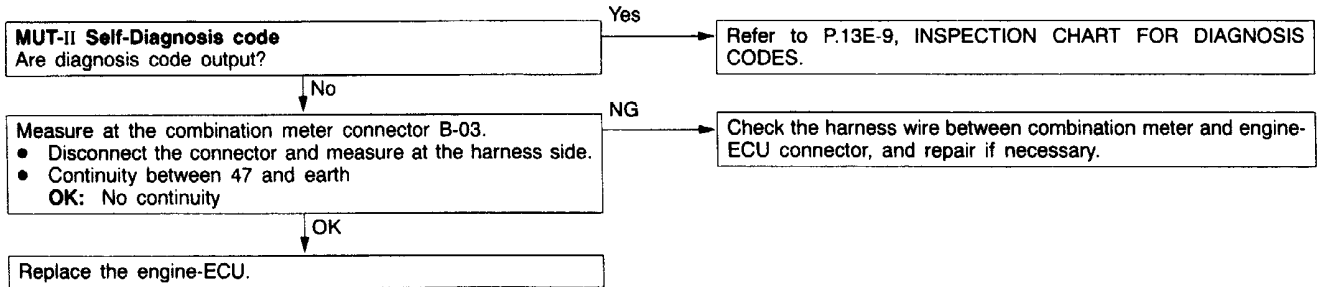 Yes
MUT-II Self-Diagnosis code
Are diagnosis code output?
Refer to P.13E-9, INSPECTION CHART FOR DIAGNOSIS
CODES.
No
NG
Measure at the combination meter connector B-03.
● Disconnect the connector and measure at the harness side.
● Continuity between 47 and earth
OK: No continuity
Check the harness wire between combination meter and engine-
ECU connector, and repair if necessary.
OK
Replace the engine-ECU.